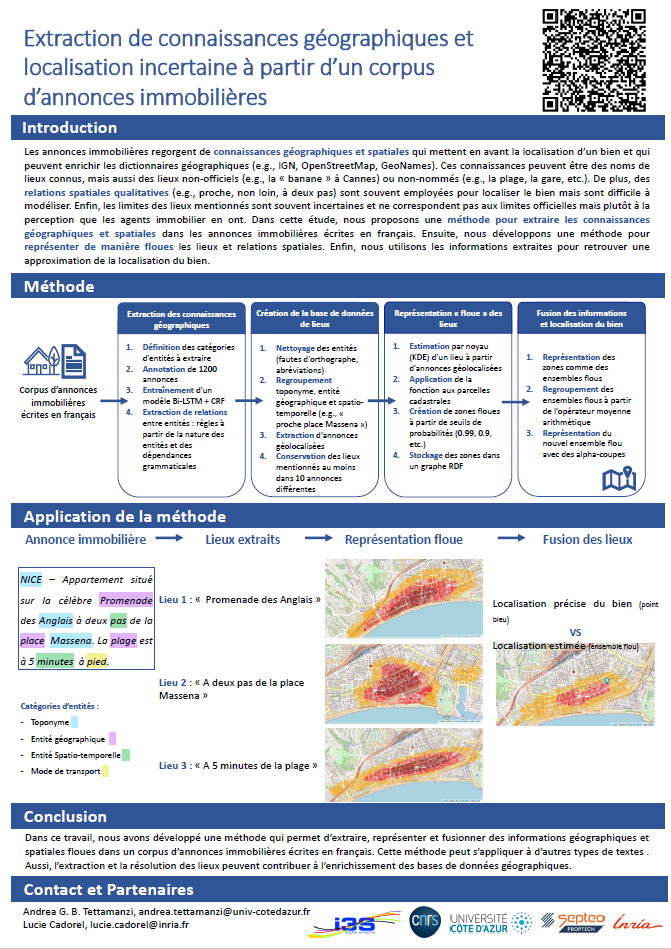 Extraction de connaissances géographiques et
localisation incertaine à partir d'un corpus
d'annonces immobilières
Introduction
Les annonces immobilières regorgent de connaissances géographiques et spatiales qui mettent en avant la localisation d'un bien et qui
peuvent enrichir les dictionnaires géographiques (e.g., IGN, OpenStreetMap, GeoNames). Ces connaissances peuvent être des noms de
lieux connus, mais aussi des lieux non-officiels (e.g., la « banane » à Cannes) ou non-nommés (e.g., la plage, la gare, etc.). De plus, des
relations spatiales qualitatives (e.g., proche, non loin, à deux pas) sont souvent employées pour localiser le bien mais sont difficile à
modéliser. Enfin, les limites des lieux mentionnés sont souvent incertaines et ne correspondent pas aux limites officielles mais plutôt à la
perception que les agents immobilier en ont. Dans cette étude, nous proposons une méthode pour extraire les connaissances
géographiques et spatiales dans les annonces immobilières écrites en français. Ensuite, nous développons une méthode pour
représenter de manière floues les lieux et relations spatiales. Enfin, nous utilisons les informations extraites pour retrouver une
approximation de la localisation du bien.
Méthode
Corpus d'annonces
immobilières
écrites en français
Extraction des connaissances
géographiques
1. Définition des catégories
d'entités à extraire
2. Annotation de 1200
annonces
3. Entraînement d'un
modèle Bi-LSTM + CRF
4. Extraction de relations
entre entités : règles à
partir de la nature des
entités et des
dépendances
grammaticales
Création de la base de données
de lieux
1. Nettoyage des entités
(fautes d'orthographe,
abréviations)
2. Regroupement
toponyme, entité
géographique et spatio-
temporelle (e.g., «
proche place Massena »)
3. Extraction d'annonces
géolocalisées
4. Conservation des lieux
mentionnés au moins
dans 10 annonces
différentes
Représentation « floue » des
lieux
1. Estimation par noyau
(KDE) d'un lieu à partir
d'annonces géolocalisées
2. Application de la
fonction aux parcelles
cadastrales
3. Création de zones floues
à partir de seuils de
probabilités (0.99, 0.9,
etc.)
4. Stockage des zones dans
un graphe RDF
Fusion des informations
et localisation du bien
1. Représentation des
zones comme des
ensembles flous
2. Regroupement des
ensembles flous à partir
de l'opérateur moyenne
arithmétique
3. Représentation du
nouvel ensemble flou
avec des alpha-coupes
Application de la méthode
Annonce immobilière Lieux extraits Représentation floue Fusion des lieux
NICE – Appartement situé
sur la célèbre Promenade
des Anglais à deux pas de la
place Massena. La plage est
à 5 minutes à pied.
Catégories d'entités :
- Toponyme
- Entité géographique
- Entité Spatio-temporelle
- Mode de transport
Lieu 1 : « Promenade des Anglais »
Lieu 2 : « A deux pas de la place
Massena »
Lieu 3 : « A 5 minutes de la plage »
Localisation précise du bien (point
bleu)
VS
Localisation estimée (ensemble flou)
Conclusion
Dans ce travail, nous avons développé une méthode qui permet d'extraire, représenter et fusionner des informations géographiques et
spatiales floues dans un corpus d'annonces immobilières écrites en français. Cette méthode peut s'appliquer à d'autres types de textes .
Aussi, l'extraction et la résolution des lieux peuvent contribuer à l'enrichissement des bases de données géographiques.
Contact et Partenaires
Andrea G. B. Tettamanzi, andrea.tettamanzi@univ-cotedazur.fr
Lucie Cadorel, lucie.cadorel@inria.fr
i3S
cnrs
UNIVERSITÉ
CÔTE D'AZUR
septeo
PROPTECH
Inria